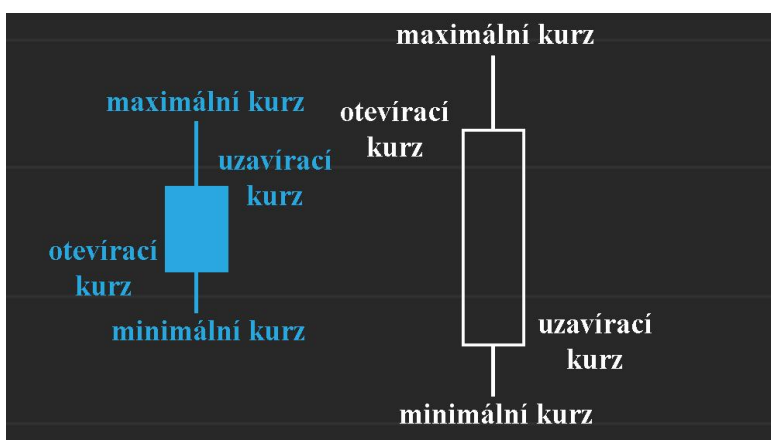 maximální kurz
uzavírací
kurz
otevírací
kurz
minimální kurz
maximální kurz
otevírací
kurz
uzavírací
kurz
minimální kurz